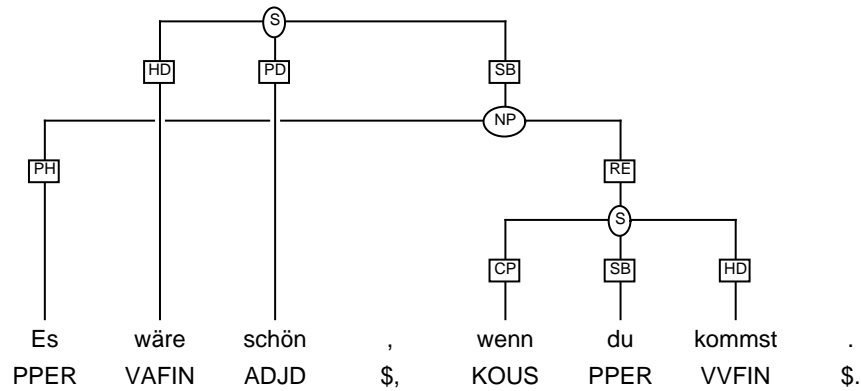 S
HD PD SB
NP
PH RE
S
CP SB HD
Es wäre schön , wenn du kommst .
PPER VAFIN ADJD $, KOUS PPER VVFIN $.